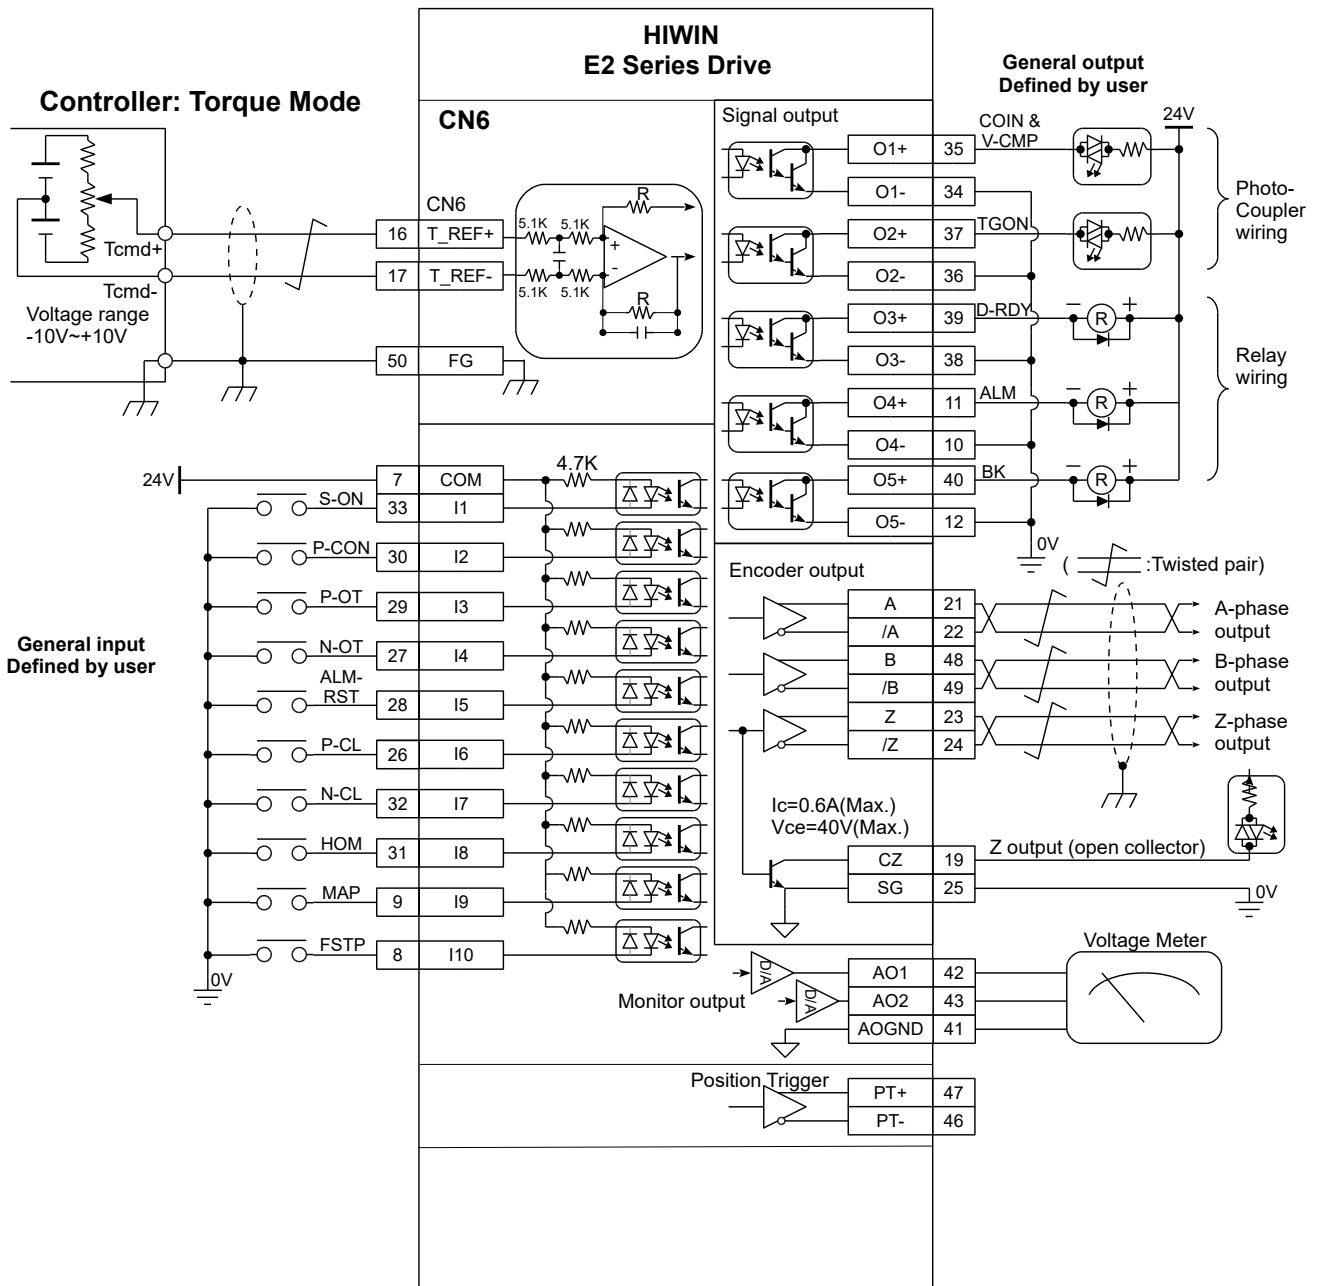 HIWIN
E2 Series Drive
General output
Defined by user
Controller: Torque Mode
CN6
Signal output
COIN &
V-CMP
24V
O1+ 35
O1- 34
TGON
O2+ 37
O2- 36
Photo-
Coupler
wiring
CN6
16 T_REF+
17 T_REF-
5.1K 5.1K
5.1K 5.1K
R
+
-
R
Tcmd+
Tcmd-
Voltage range
-10V~+10V
50 FG
O3+ 39 D-RDY
O3- 38
O4+ 11 ALM
O4- 10
O5+ 40 BK
O5- 12
− R +
− R +
− R +
Relay
wiring
0V
( :Twisted pair)
24V
7 COM
4.7K
S-ON 33 I1
P-CON 30 I2
P-OT 29 I3
N-OT 27 I4
ALM-
RST 28 I5
P-CL 26 I6
N-CL 32 I7
HOM 31 I8
MAP 9 I9
FSTP 8 I10
0V
General input
Defined by user
Encoder output
A 21
/A 22
B 48
/B 49
Z 23
/Z 24
A-phase
output
B-phase
output
Z-phase
output
Ic=0.6A(Max.)
Vce=40V(Max.)
CZ 19 Z output (open collector)
SG 25
0V
Voltage Meter
Monitor output
D/A
D/A
AO1 42
AO2 43
AOGND 41
Position Trigger
PT+ 47
PT- 46